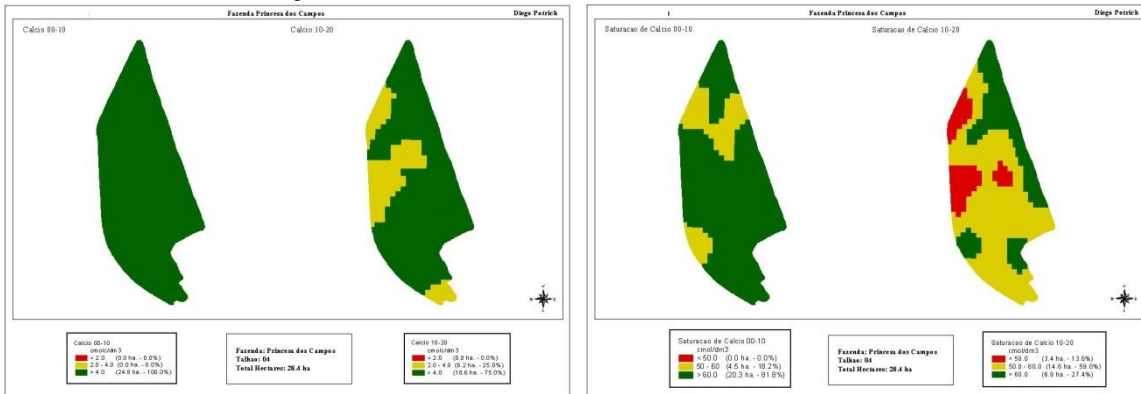 Fazenda Princesa dos Campos
Diego Potrich
Calcio 00-10
Calcio 10-20
Calcio 00-10
cmolc/dm3
< 2.0 (0.0 ha. - 0.0%)
2.0 - 4.0 (0.0 ha. - 0.0%)
> 4.0 (24.8 ha - 100.0%)
Fazenda: Princesa dos Campos
Talhao: 04
Total Hectares: 28.4 ha
Calcio 10-20
cmolc/dm3
< 2.0 (0.0 ha. - 0.0%)
2.0 - 4.0 (6.2 ha - 25.0%)
> 4.0 (18.6 ha - 75.0%)
Fazenda Princesa dos Campos
Diego Potrich
Saturacao de Calcio 00-10
Saturacao de Calcio 10-20
Saturacao de Calcio 00-10
cmol/dm3
< 50.0 (0.0 ha. - 0.0%)
50 - 60 (4.5 ha - 18.2%)
> 60.0 (20.3 ha - 81.8%)
Fazenda: Princesa dos Campos
Talhao: 04
Total Hectares: 28.4 ha
Saturacao de Calcio 10-20
cmol/dm3
< 50.0 (3.4 ha - 13.6%)
50.0 - 60.0 (14.6 ha - 59.0%)
> 60.0 (6.8 ha - 27.4%)